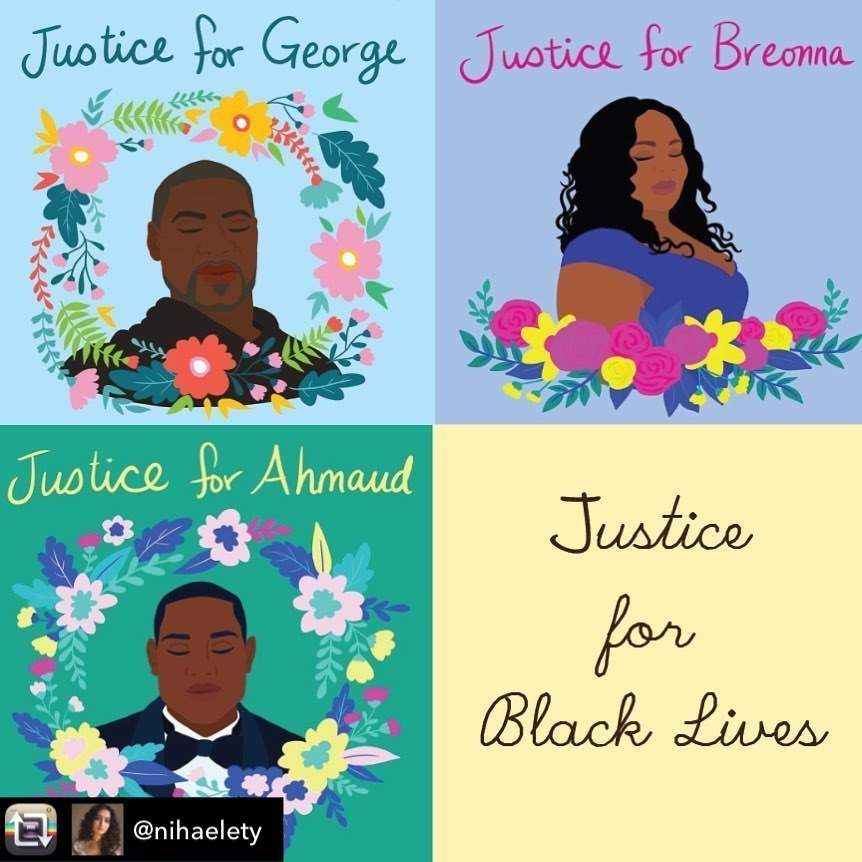 Justice for George
Justice for Breonna
Justice for Ahmaud
Justice
for
Black Lives
@nihaelety